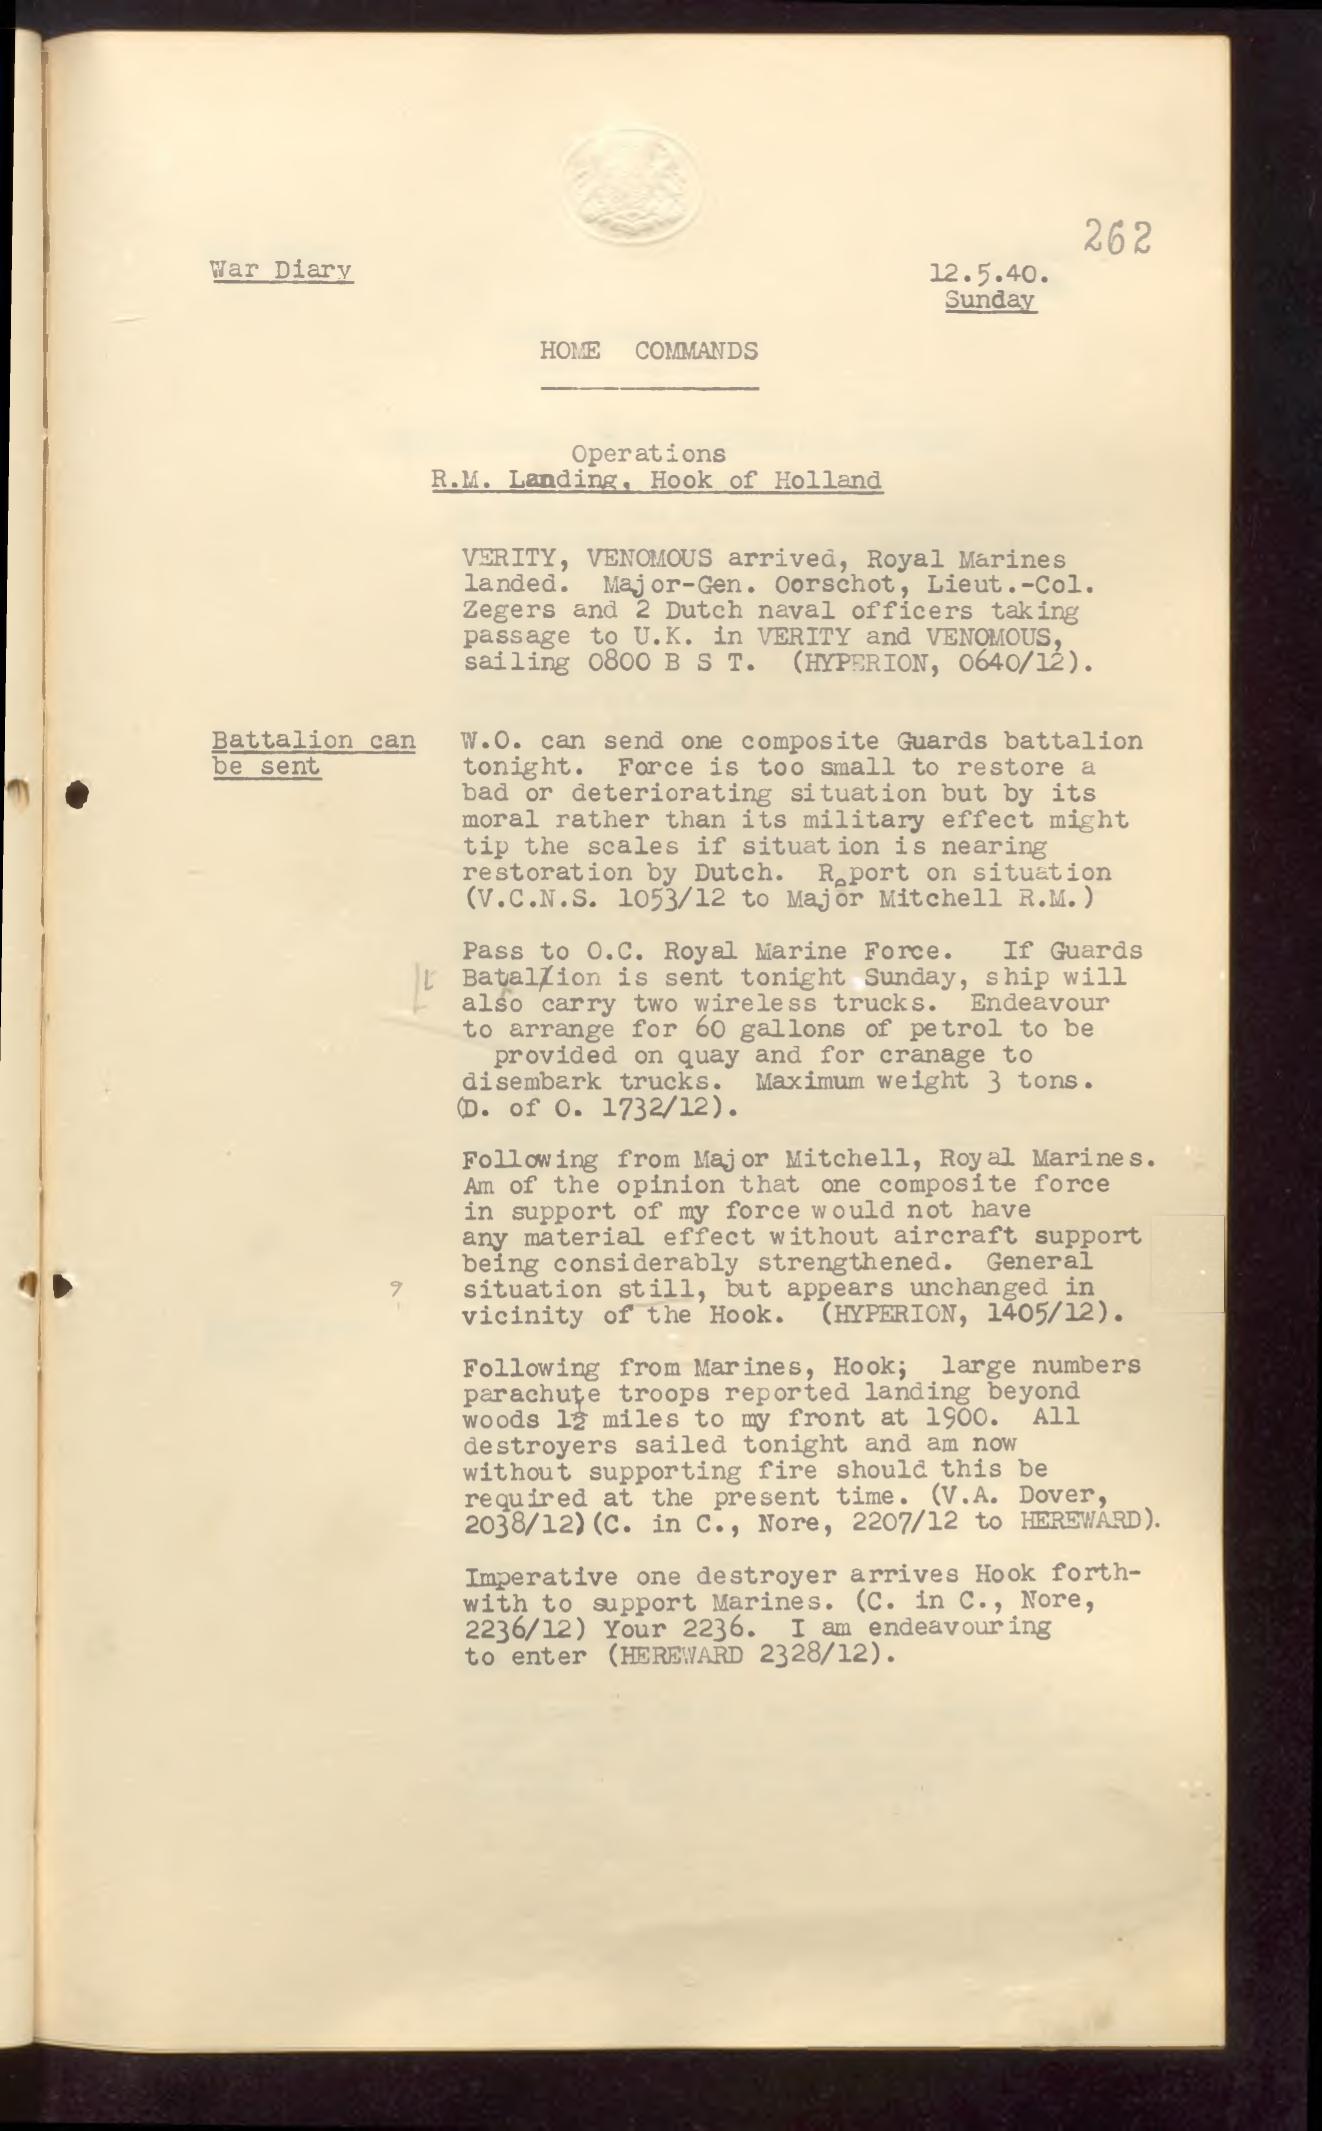 262
War Diary
12.5.40.
Sunday
HOME COMMANDS
Operations
R.M. Landing, Hook of Holland
VERITY, VENOMOUS arrived, Royal Marines
landed. Major-Gen. Oorschot, Lieut.-Col.
Zegers and 2 Dutch naval officers taking
passage to U.K. in VERITY and VENOMOUS,
sailing 0800 B S T. (HYPERION, 0640/12).
Battalion can
be sent
W.O. can send one composite Guards battalion
tonight. Force is too small to restore a
bad or deteriorating situation but by its
moral rather than its military effect might
tip the scales if situation is nearing
restoration by Dutch. Report on situation
(V.C.N.S. 1053/12 to Major Mitchell R.M.)
Pass to O.C. Royal Marine Force. If Guards
Batallion is sent tonight Sunday, ship will
also carry two wireless trucks. Endeavour
to arrange for 60 gallons of petrol to be
provided on quay and for cranage to
disembark trucks. Maximum weight 3 tons.
(D. of O. 1732/12).
Following from Major Mitchell, Royal Marines.
Am of the opinion that one composite force
in support of my force would not have
any material effect without aircraft support
being considerably strengthened. General
situation still, but appears unchanged in
vicinity of the Hook. (HYPERION, 1405/12).
Following from Marines, Hook; large numbers
parachute troops reported landing beyond
woods 1½ miles to my front at 1900. All
destroyers sailed tonight and am now
without supporting fire should this be
required at the present time. (V.A. Dover,
2038/12)(C. in C., Nore, 2207/12 to HEREWARD).
Imperative one destroyer arrives Hook forth-
with to support Marines. (C. in C., Nore,
2236/12) Your 2236. I am endeavouring
to enter (HEREWARD 2328/12).